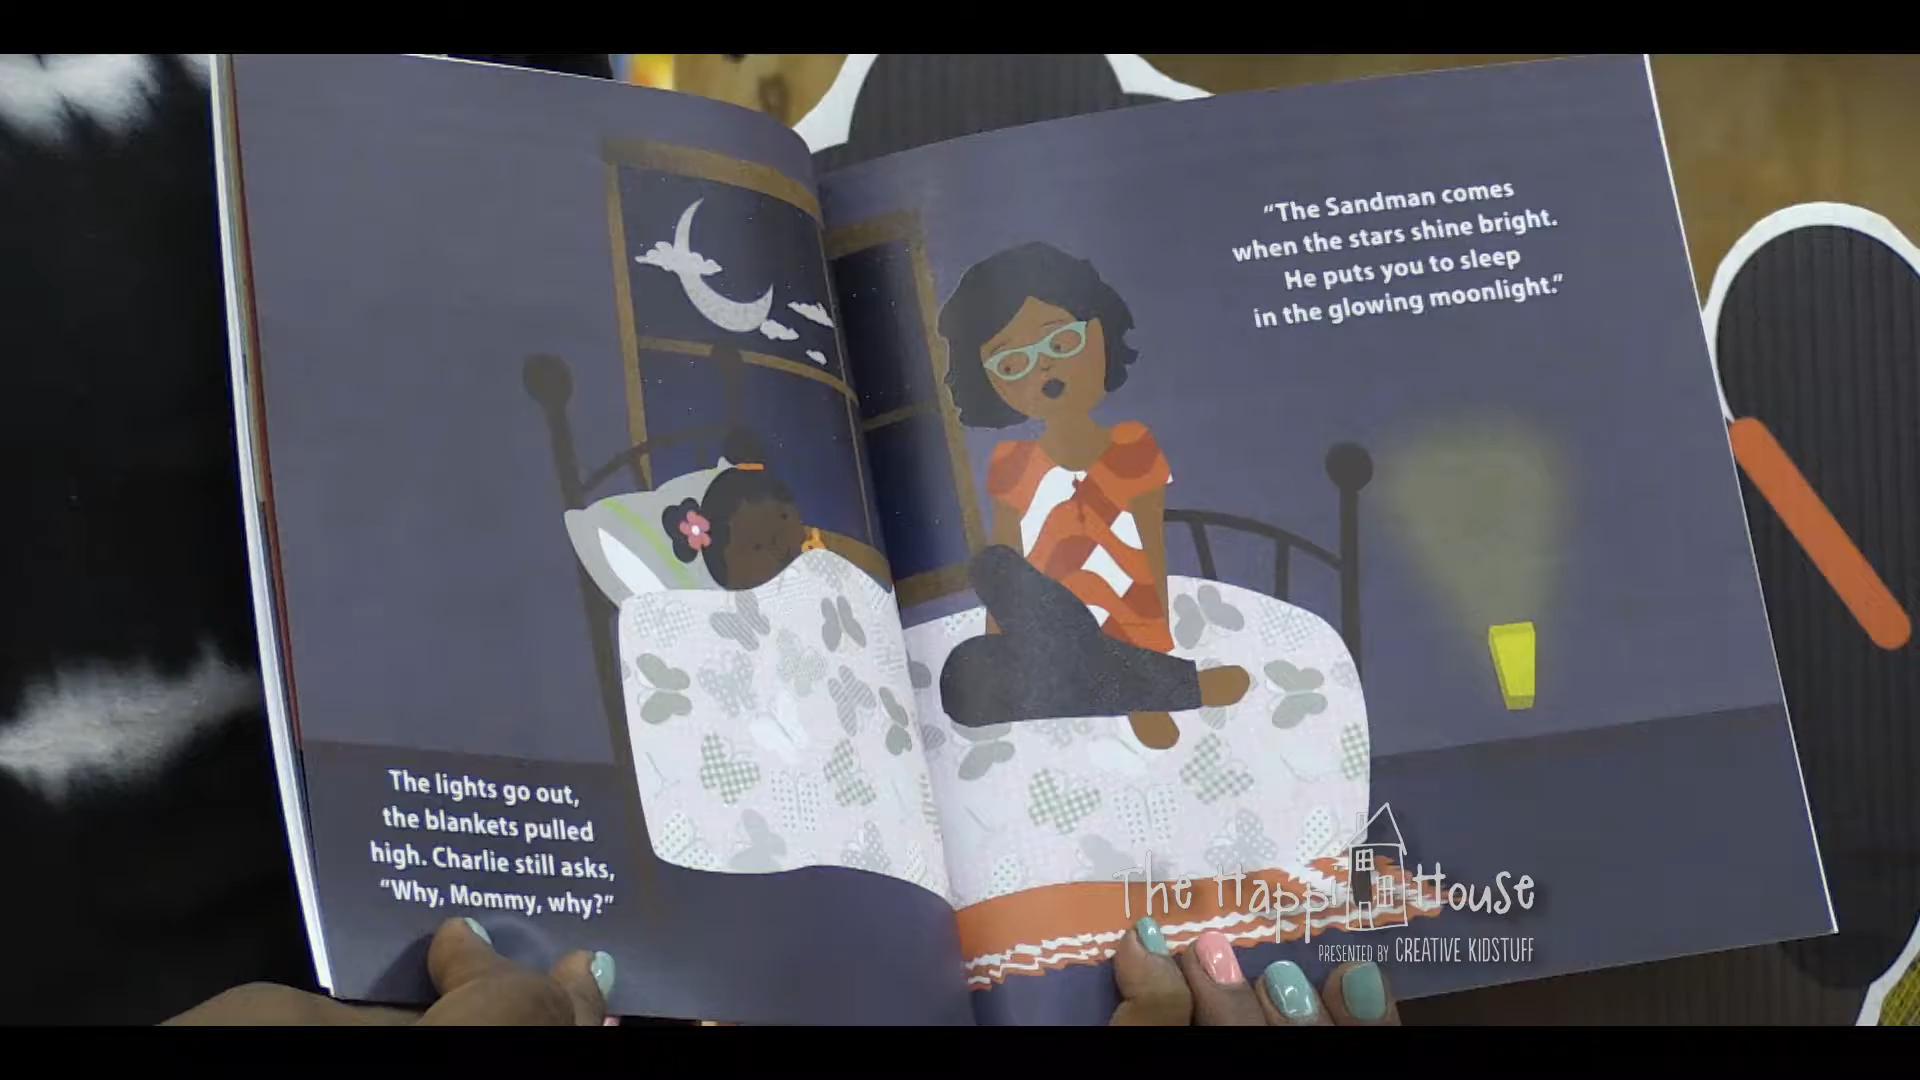 The lights go out,
the blankets pulled
high. Charlie still asks,
“Why, Mommy, why?”
“The Sandman comes
when the stars shine bright.
He puts you to sleep
in the glowing moonlight.”
The Happi House
PRESENTED BY CREATIVE KIDSTUFF